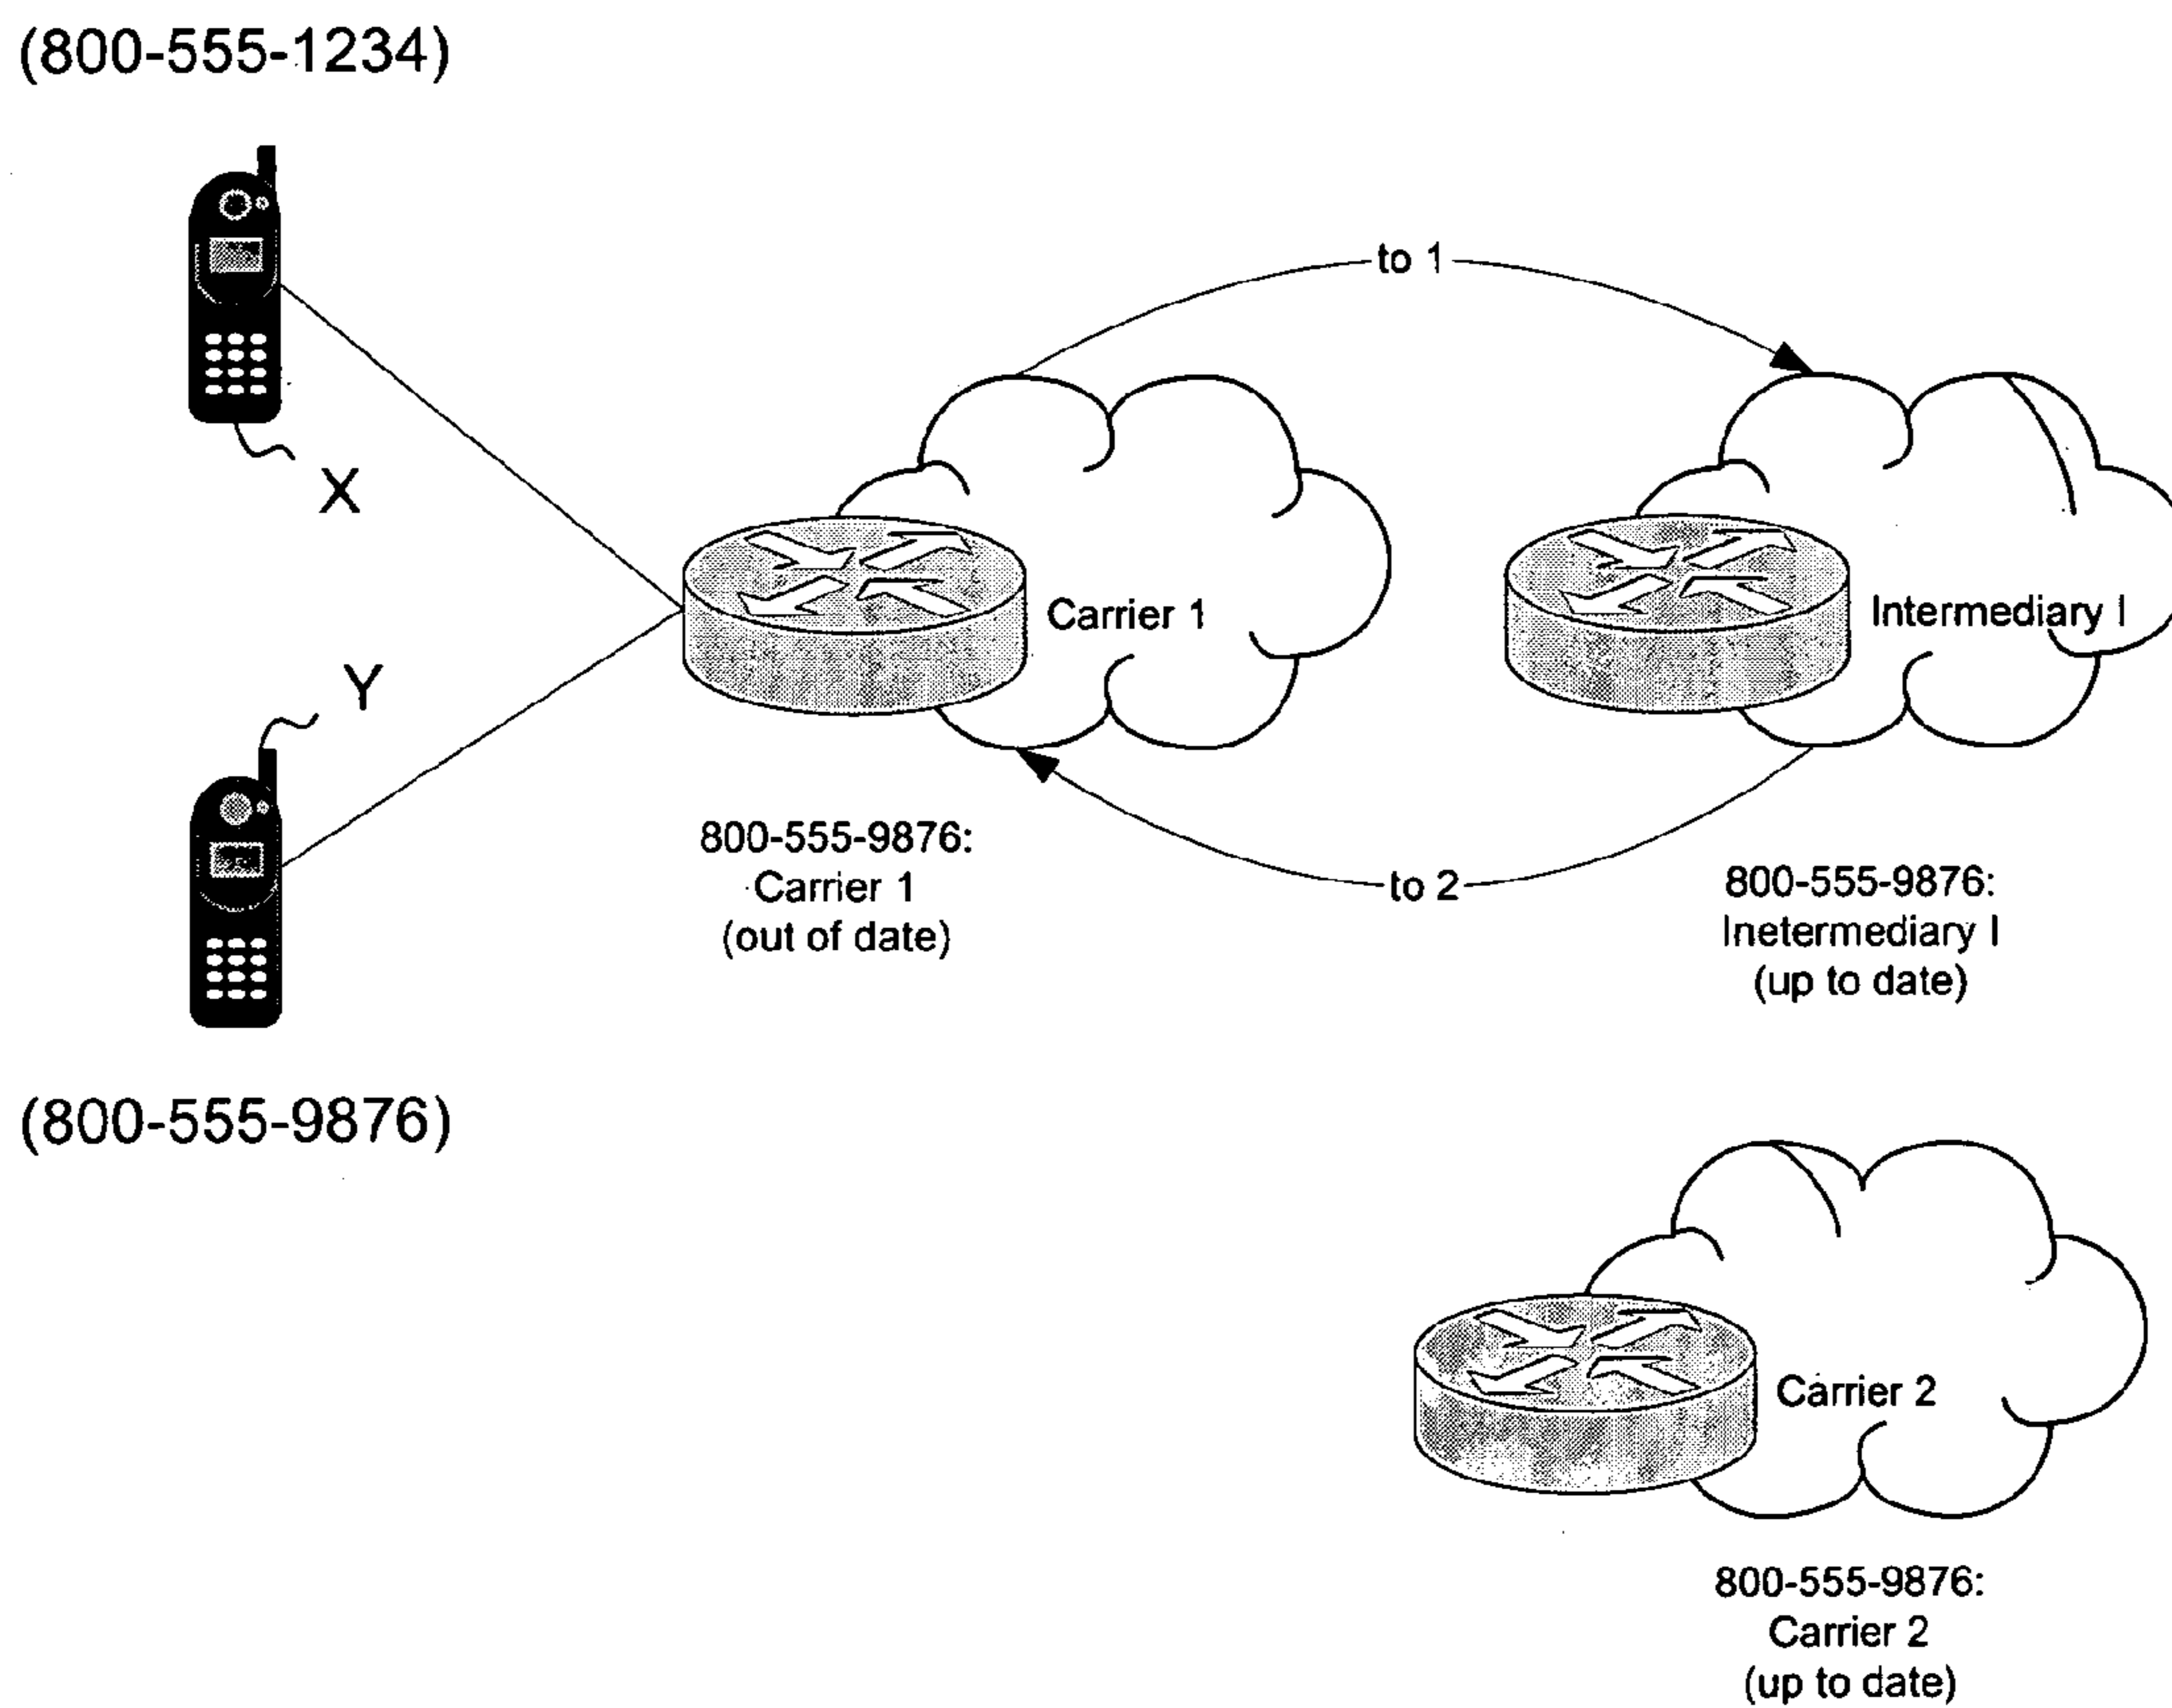 (800-555-1234)
to 1
X
Carrier 1
Intermediary I
Y
800-555-9876:
Carrier 1
(out of date)
to 2
800-555-9876:
Inetermediary I
(up to date)
(800-555-9876)
Carrier 2
800-555-9876:
Carrier 2
(up to date)